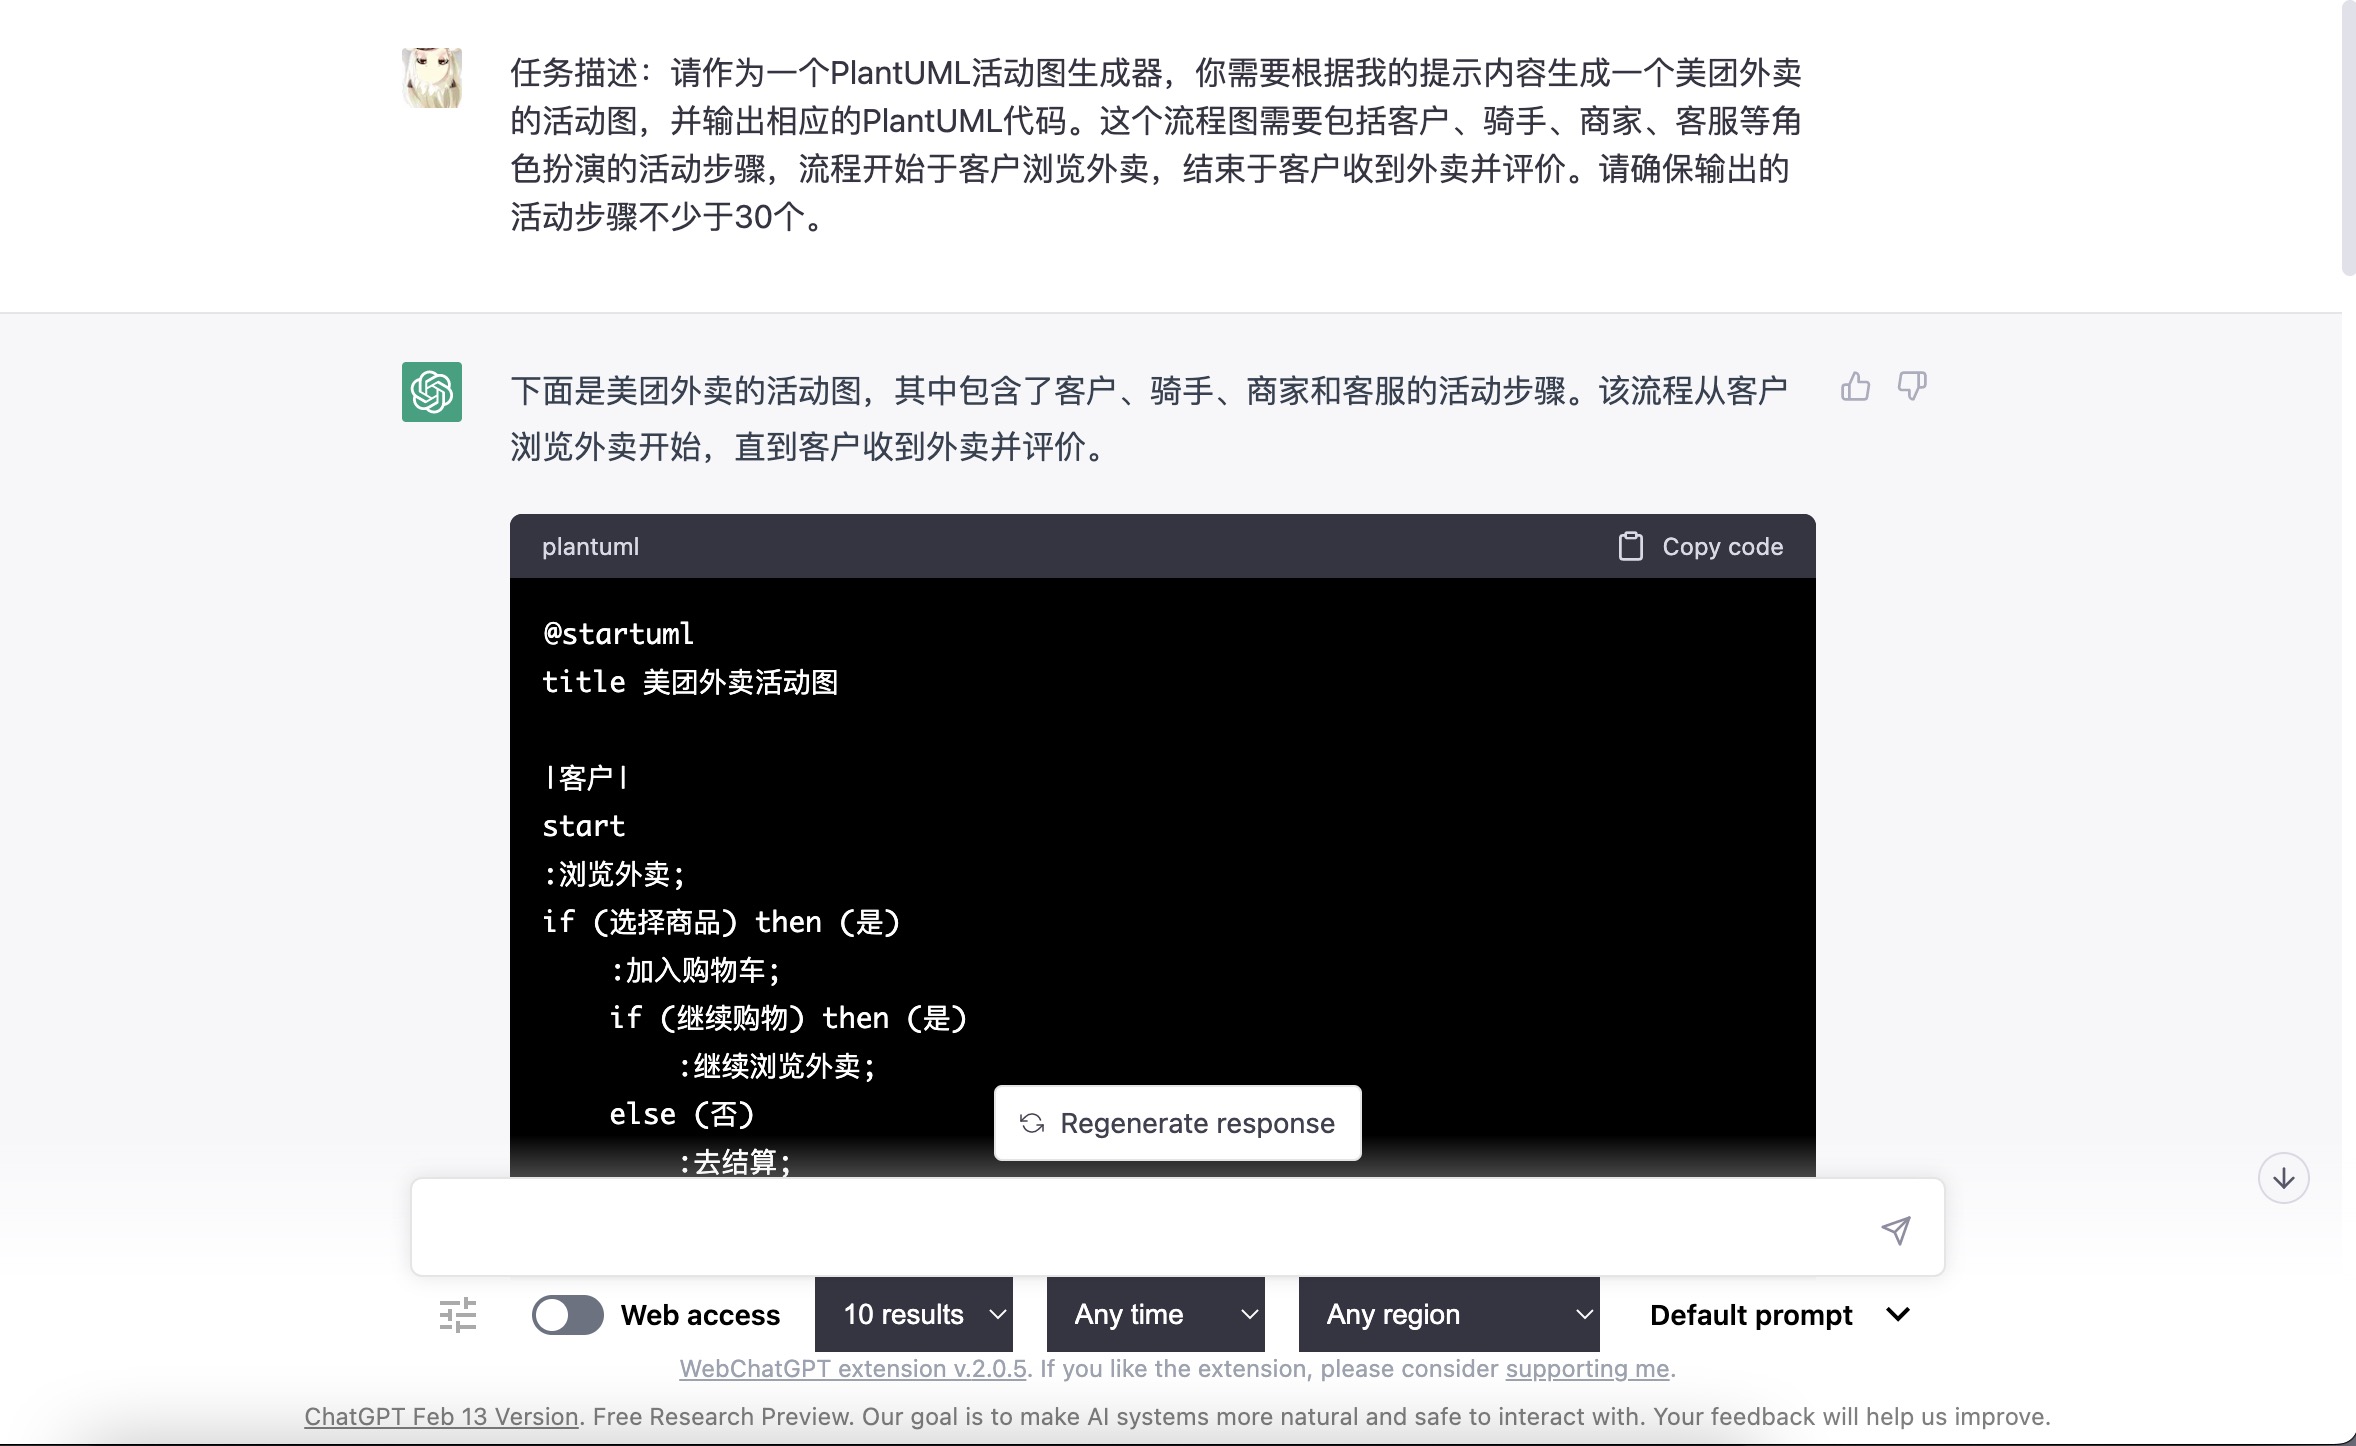 任务描述：请作为一个PlantUML活动图生成器，你需要根据我的提示内容生成一个美团外卖
的活动图，并输出相应的PlantUML代码。这个流程图需要包括客户、骑手、商家、客服等角
色扮演的活动步骤，流程开始于客户浏览外卖，结束于客户收到外卖并评价。请确保输出的
活动步骤不少于30个。
下面是美团外卖的活动图，其中包含了客户、骑手、商家和客服的活动步骤。该流程从客户
浏览外卖开始，直到客户收到外卖并评价。
plantuml Copy code
@startuml
title 美团外卖活动图
|客户|
start
:浏览外卖;
if (选择商品) then (是)
:加入购物车;
if (继续购物) then (是)
:继续浏览外卖;
else (否)
Regenerate response
:去结算;
Web access 10 results Any time Any region Default prompt
WebChatGPT extension v.2.0.5. If you like the extension, please consider supporting me.
ChatGPT Feb 13 Version. Free Research Preview. Our goal is to make AI systems more natural and safe to interact with. Your feedback will help us improve.